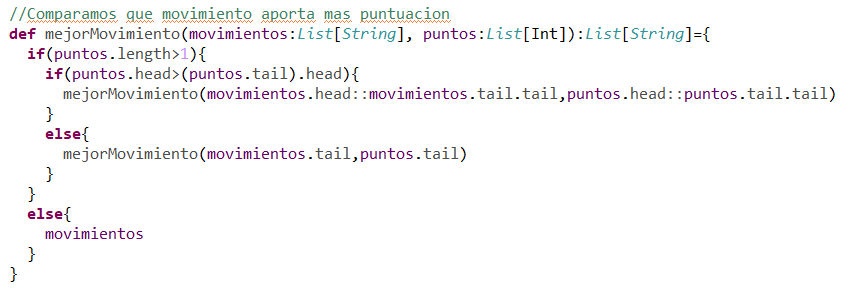 //Comparamos que movimiento aporta mas puntuacion
def mejorMovimiento(movimientos:List[String], puntos:List[Int]):List[String]={
  if(puntos.length>1){
    if(puntos.head>(puntos.tail).head){
      mejorMovimiento(movimientos.head::movimientos.tail.tail,puntos.head::puntos.tail.tail)
    }
    else{
      mejorMovimiento(movimientos.tail,puntos.tail)
    }
  }
  else{
    movimientos
  }
}